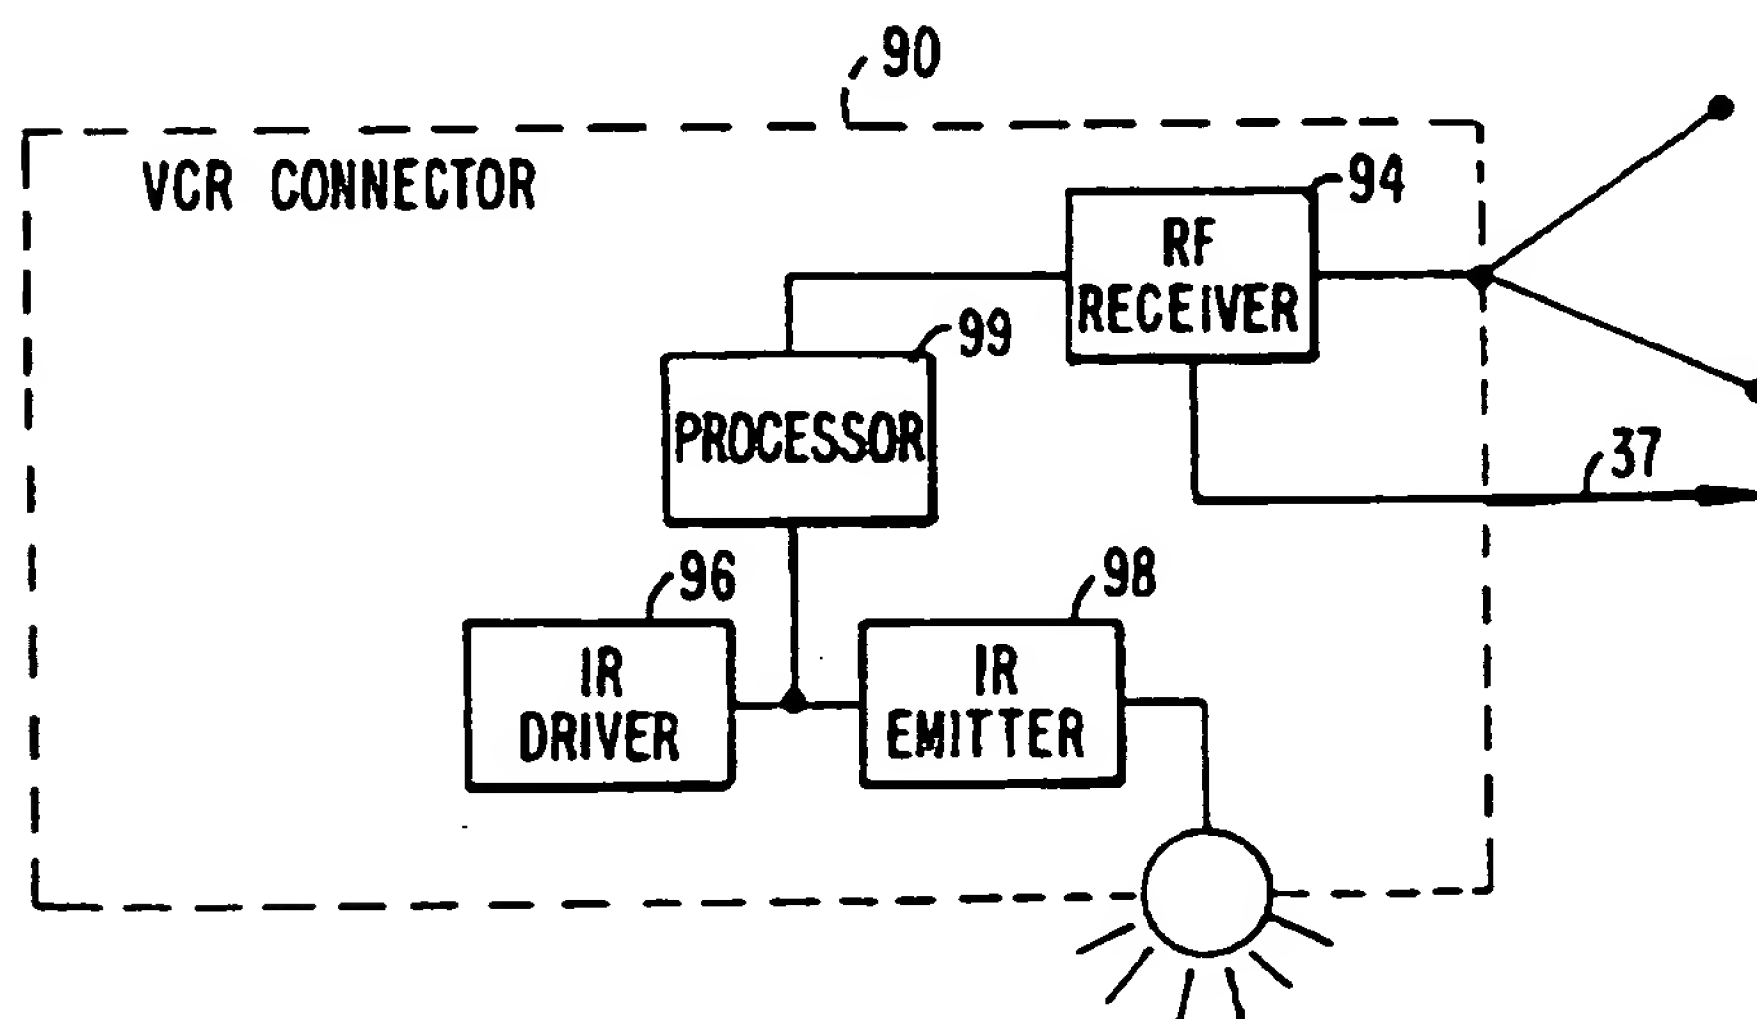 90
VCR CONNECTOR
94
RF
RECEIVER
99
PROCESSOR
37
96
98
IR
DRIVER
IR
EMITTER